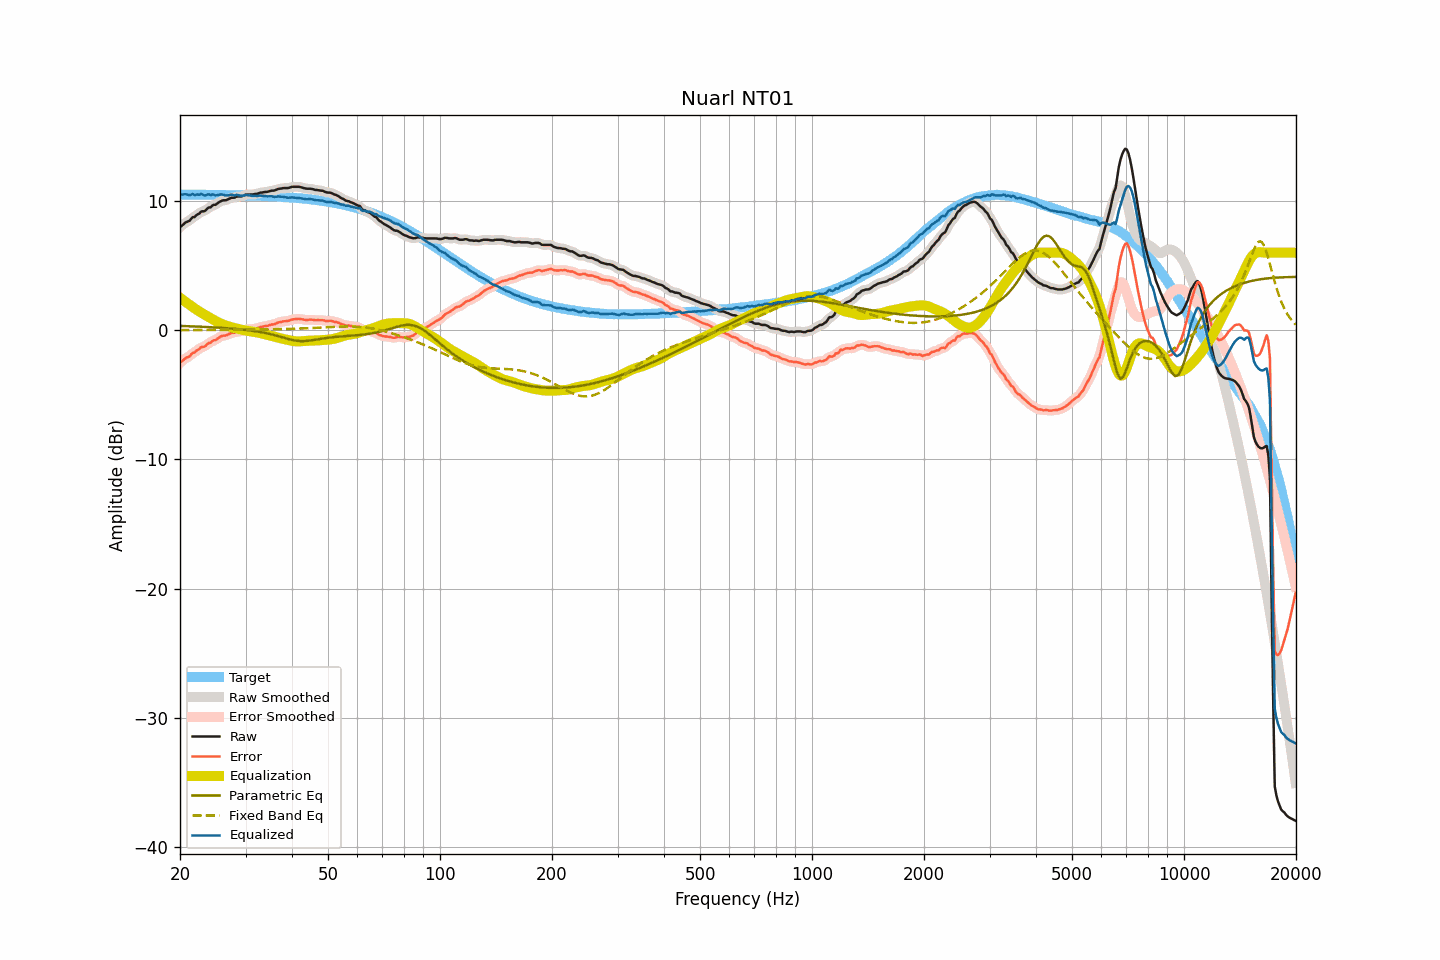 Nuarl NT01
10
0
−10
−20
−30
−40
Amplitude (dBr)
Target
Raw Smoothed
Error Smoothed
Raw
Error
Equalization
Parametric Eq
Fixed Band Eq
Equalized
20 50 100 200 500 1000 2000 5000 10000 20000
Frequency (Hz)